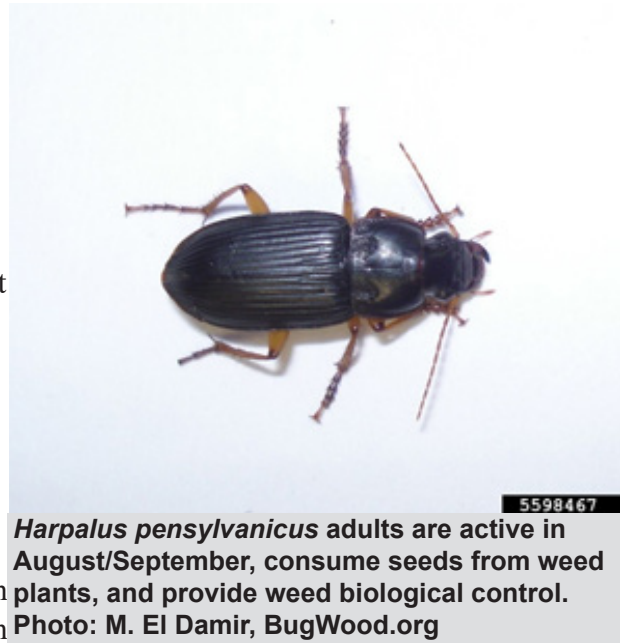 t
5598467
Harpalus pensylvanicus adults are active in
August/September, consume seeds from weed
plants, and provide weed biological control.
Photo: M. El Damir, BugWood.org